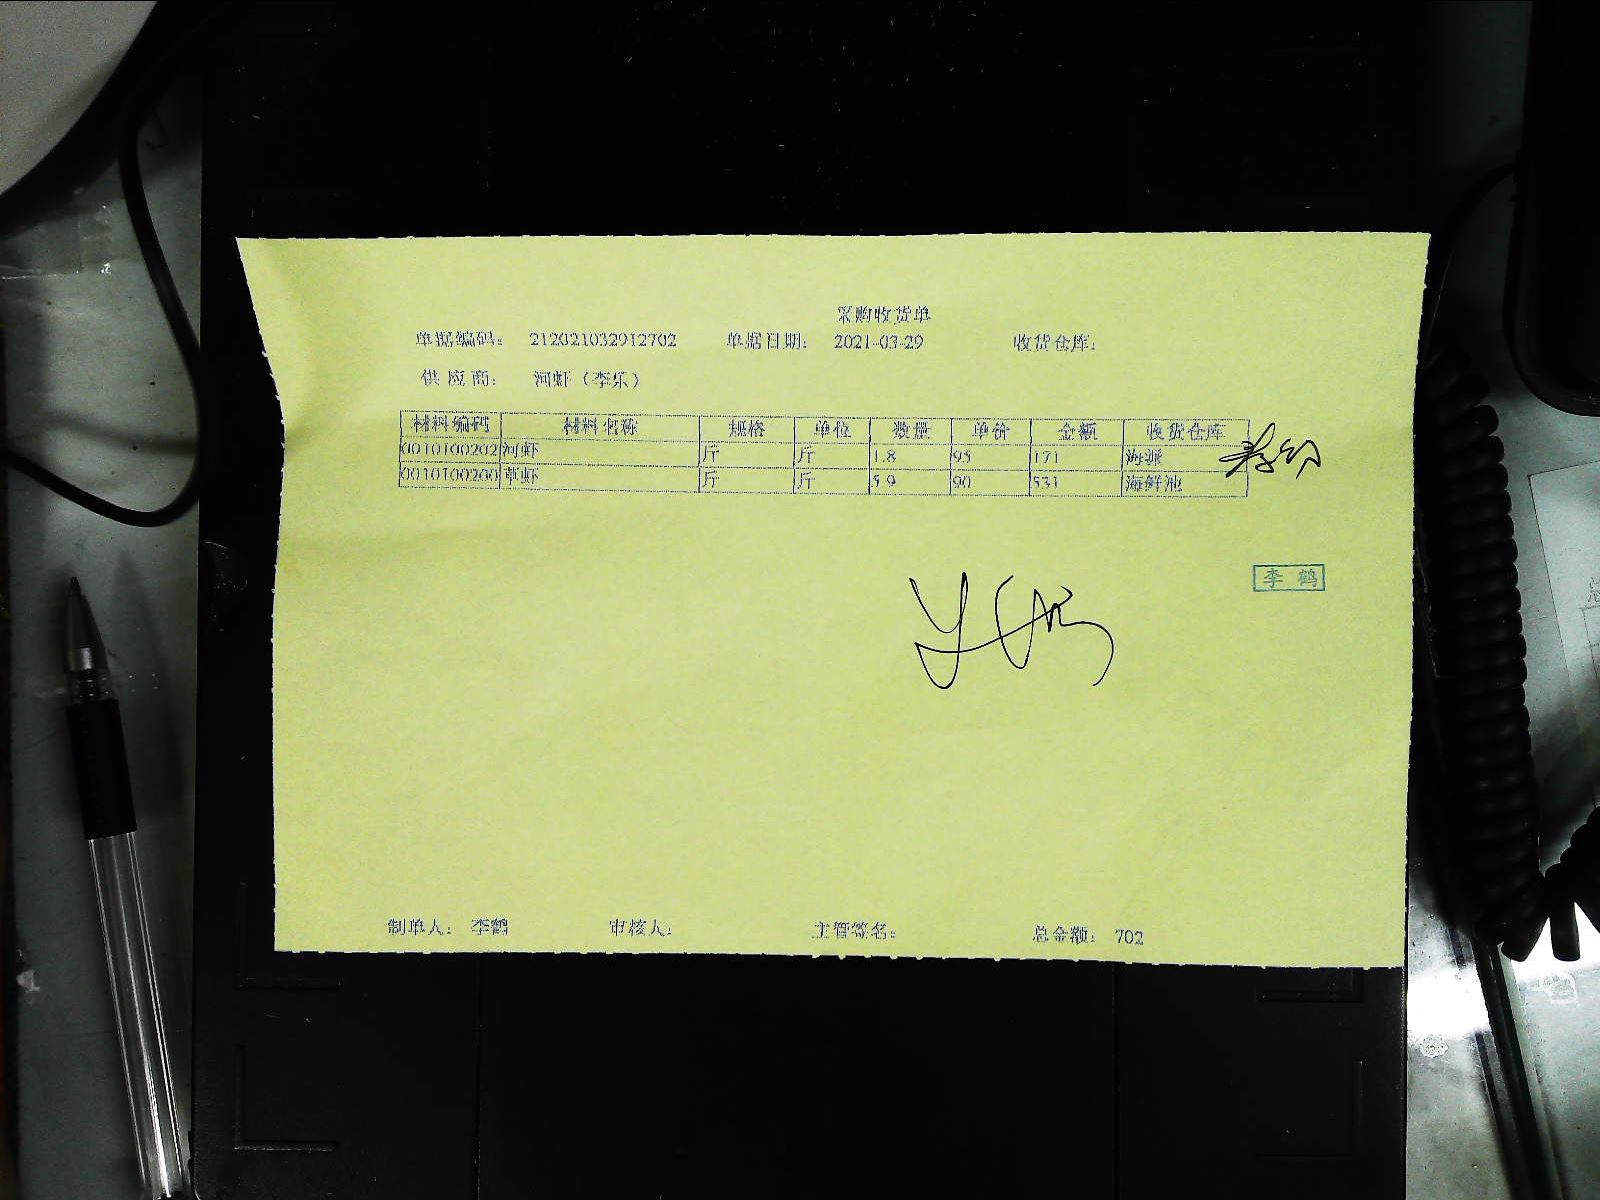 采购收货单
单据编码： 212021032912702 单据日期： 2021-03-29 收货仓库：
供应商： 河虾（李乐）
材料编码 材料名称 规格 单位 数量 单价 金额 收货仓库
0010100202 河虾 斤 斤 1.8 95 171 海派
0010100200 草虾 斤 斤 5.9 90 531 海鲜池
李鹤
制单人： 李鹤 审核人： 主管签名： 总金额： 702